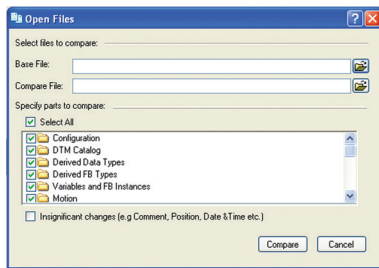 Open Files
Select files to compare:
Base File:
Compare File:
Specify parts to compare:
Select All
Configuration
DTM Catalog
Derived Data Types
Derived FB Types
Variables and FB Instances
Motion
Insignificant changes (e.g Comment, Position, Date &Time etc.)
Compare Cancel